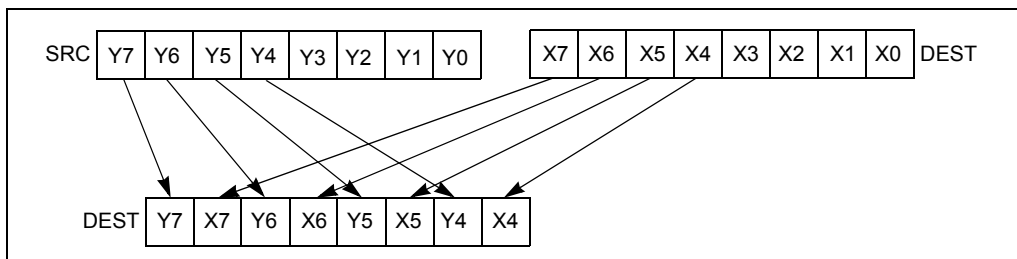 SRC Y7 Y6 Y5 Y4 Y3 Y2 Y1 Y0 X7 X6 X5 X4 X3 X2 X1 X0 DEST
DEST Y7 X7 Y6 X6 Y5 X5 Y4 X4